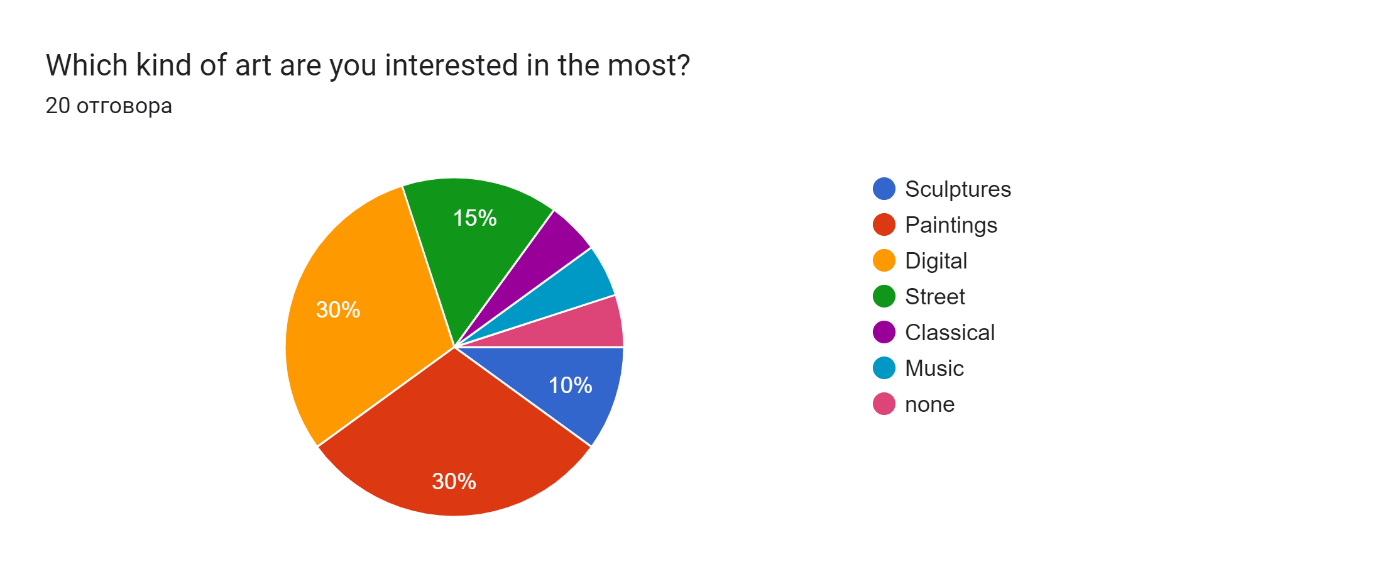 Which kind of art are you interested in the most?
20 отговора
15%
30%
10%
30%
Sculptures
Paintings
Digital
Street
Classical
Music
none